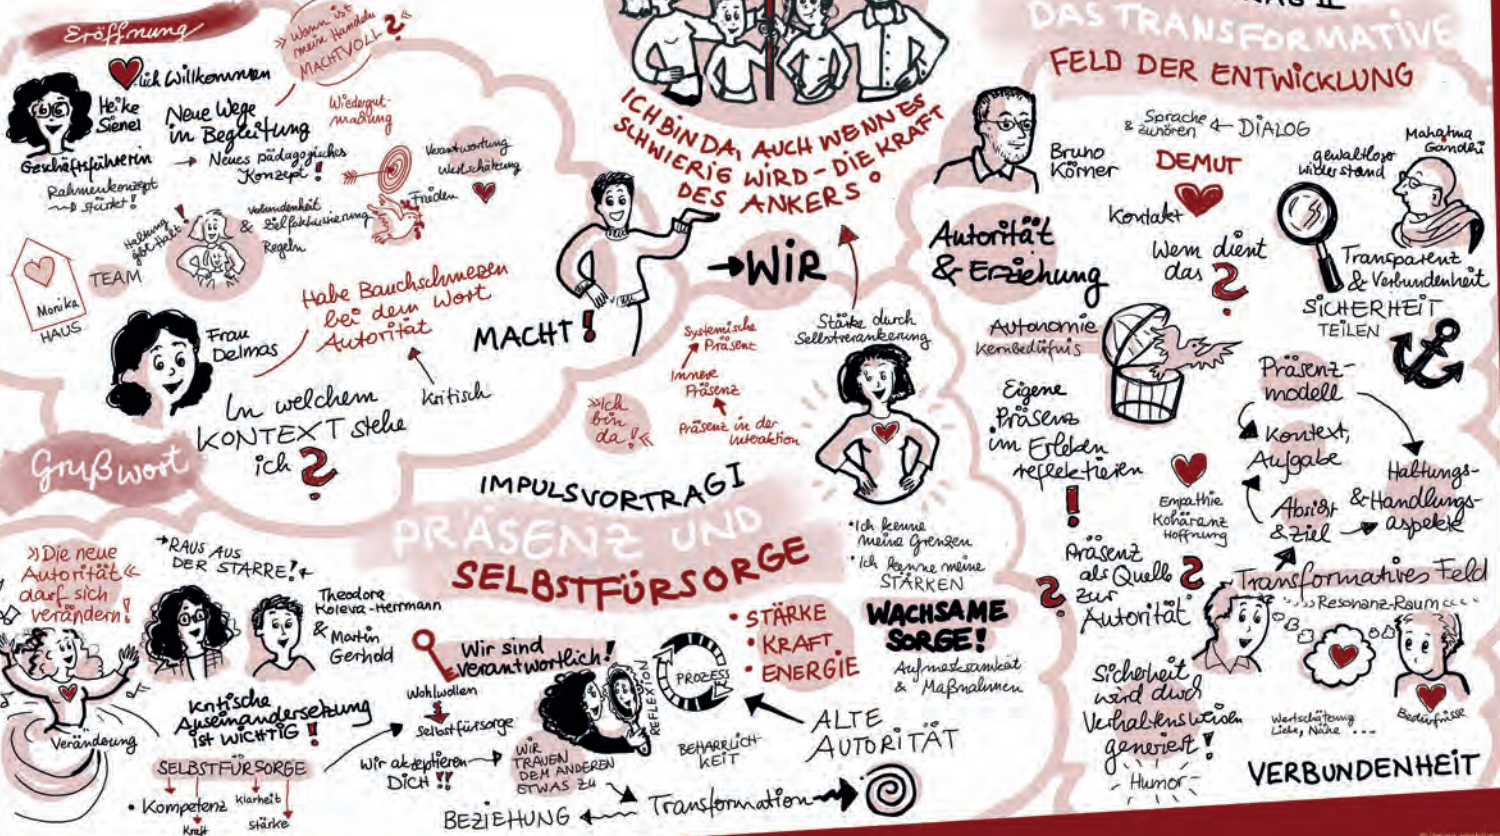 Eröffnung
»Wann ist
mein Handeln
MACHTVOLL?«
lich Willkommen
Heike
Sienel
Geschäftsführerin
Neue Wege
in Begleitung
→ Neues pädagogisches
Konzept!
Wiedergut-
machung
Verantwortung
Wertschätzung
Frieden
Rahmenkonzept
stärkt!
Haltung
gibt Halt!
Verbundenheit
&
Regeln
Monika
HAUS
TEAM
Frau
Delmas
Habe Bauchschmerzen
bei dem Wort
Autorität
kritisch
In welchem
KONTEXT stehe
ich?
Grußwort
ICH BIN DA, AUCH WENN ES
SCHWIERIG WIRD - DIE KRAFT
DES ANKERS
→ WIR
MACHT!
Systemische
Präsenz
Innere
Präsenz
Präsenz in der
Interaktion
»Ich
bin
da!«
Stärke durch
Selbstverankerung
IMPULSVORTRAG I
PRÄSENZ UND
SELBSTFÜRSORGE
• Ich kenne
meine Grenzen
• Ich kenne meine
STÄRKEN
»Die neue
Autorität«
darf sich
verändern!
→ RAUS AUS
DER STARRE!
Theodora
Koleva-Herrmann
& Martin
Gerhold
Veränderung
Kritische
Auseinandersetzung
ist WICHTIG!
SELBSTFÜRSORGE
• Kompetenz
Kraft
Klarheit
Stärke
Wir sind
verantwortlich!
Wohlwollen
Selbstfürsorge
Wir akzeptieren
DICH!!
WIR
TRAUEN
DEM ANDEREN
ETWAS ZU
REFLEXION
PROZESS
• STÄRKE
• KRAFT
• ENERGIE
WACHSAME
SORGE!
Aufmerksamkeit
& Maßnahmen
BEHARRLICH-
KEIT
ALTE
AUTORITÄT
BEZIEHUNG ← Transformation
DAS TRANSFORMATIVE
FELD DER ENTWICKLUNG
Bruno
Körner
Sprache
& zuhören ← DIALOG
DEMUT
Kontakt
Wem dient
das?
gewaltloser
Widerstand
Mahatma
Gandhi
Transparenz
& Verbundenheit
SICHERHEIT
TEILEN
Autorität
& Erziehung
Autonomie
Kernbedürfnis
Eigene
Präsenz
im Erleben
reflektieren
!
Präsenz
als Quelle
zur
Autorität
??
Empathie
Kohärenz
Hoffnung
Präsenz-
modell
Kontext,
Aufgabe
Absicht
& Ziel
Haltungs-
& Handlungs-
aspekte
Transformatives Feld
Resonanz-Raum
Sicherheit
wird durch
Verhaltensweisen
generiert!
- Humor -
Wertschätzung
Liebe, Nähe ...
Bedürfnisse
VERBUNDENHEIT